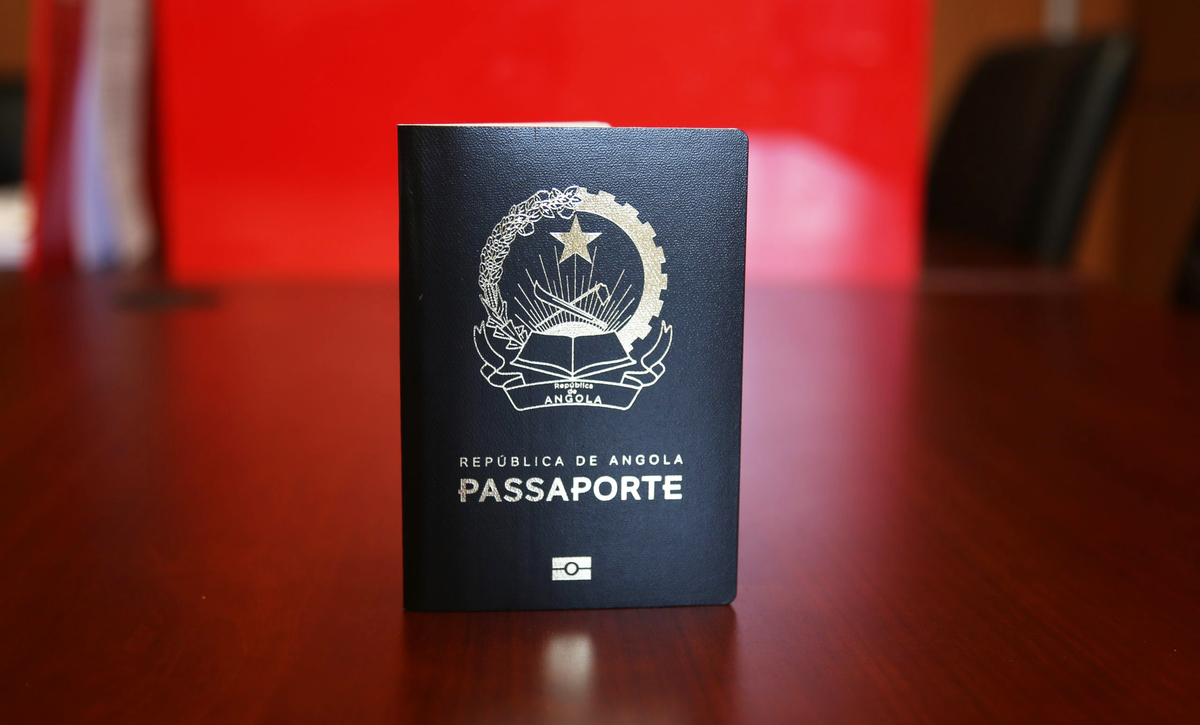 República
de
ANGOLA
REPÚBLICA DE ANGOLA
PASSAPORTE